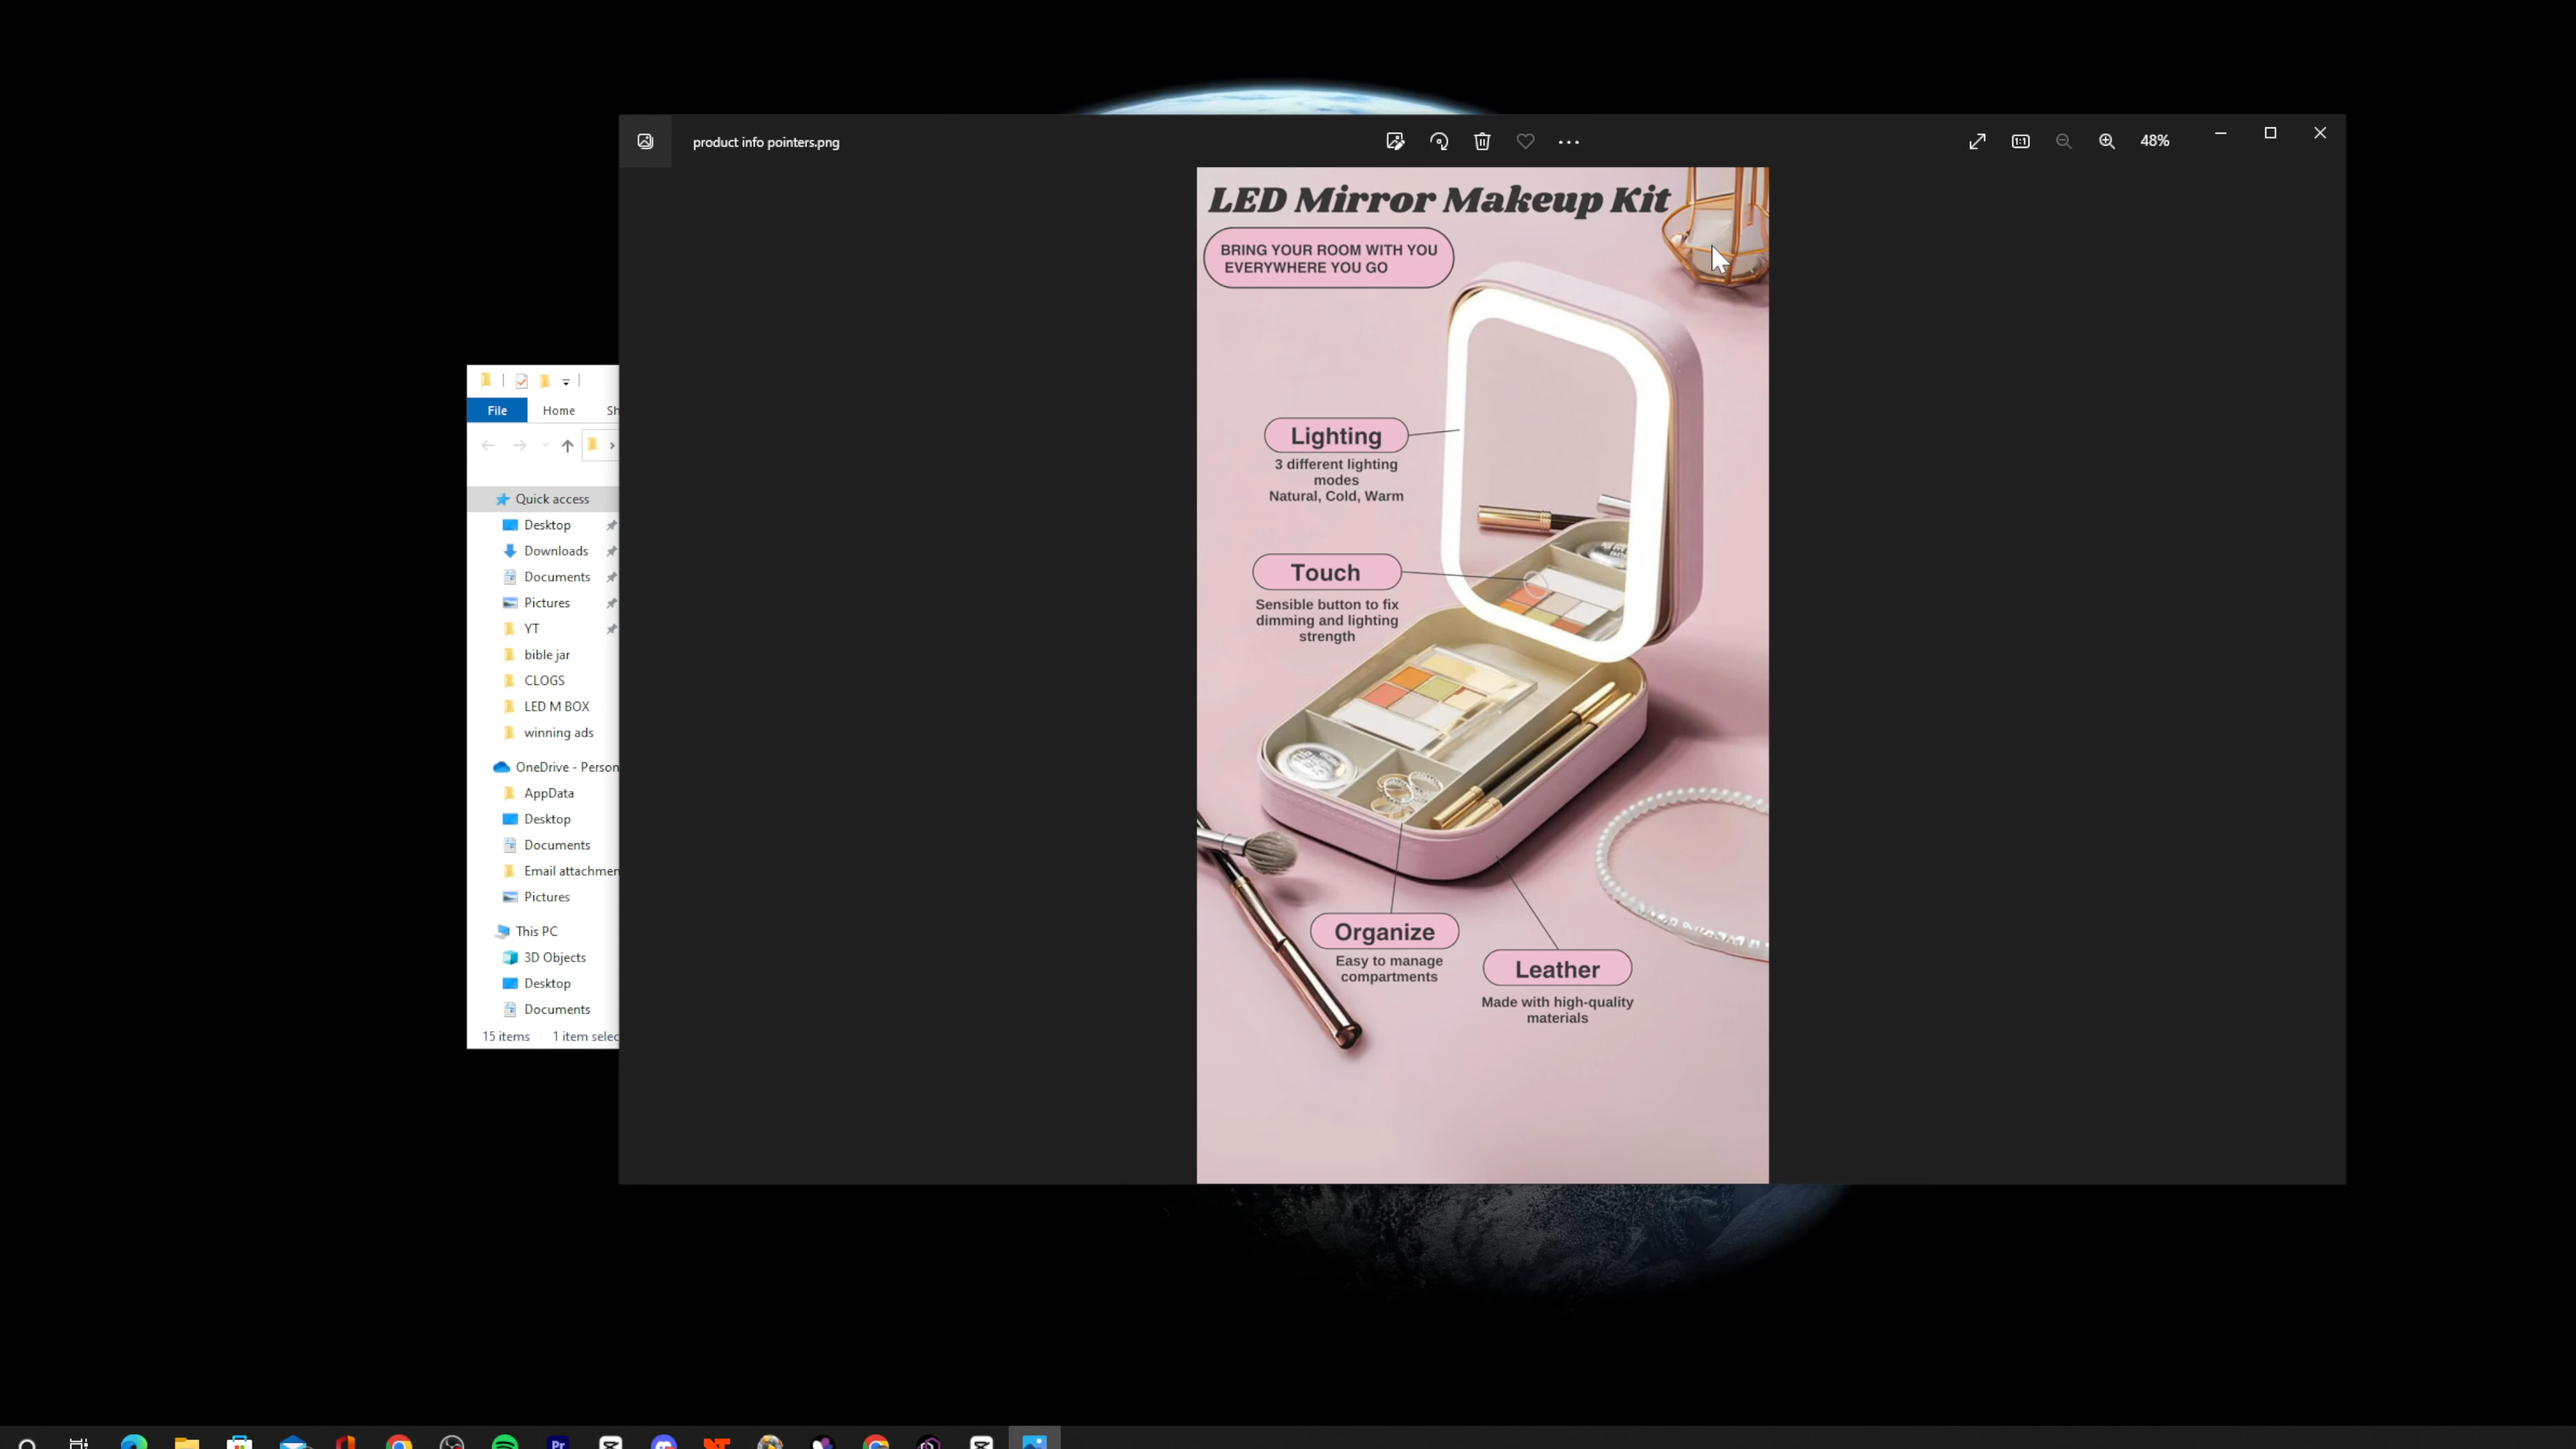 product info pointers.png
48%
LED Mirror Makeup Kit
BRING YOUR ROOM WITH YOU
EVERYWHERE YOU GO
Lighting
3 different lighting
modes
Natural, Cold, Warm
Touch
Sensible button to fix
dimming and lighting
strength
Organize
Easy to manage
compartments
Leather
Made with high-quality
materials
File
Home
Sh
Quick access
Desktop
Downloads
Documents
Pictures
YT
bible jar
CLOGS
LED M BOX
winning ads
OneDrive - Person
AppData
Desktop
Documents
Email attachmen
Pictures
This PC
3D Objects
Desktop
Documents
15 items 1 item selec
Pr